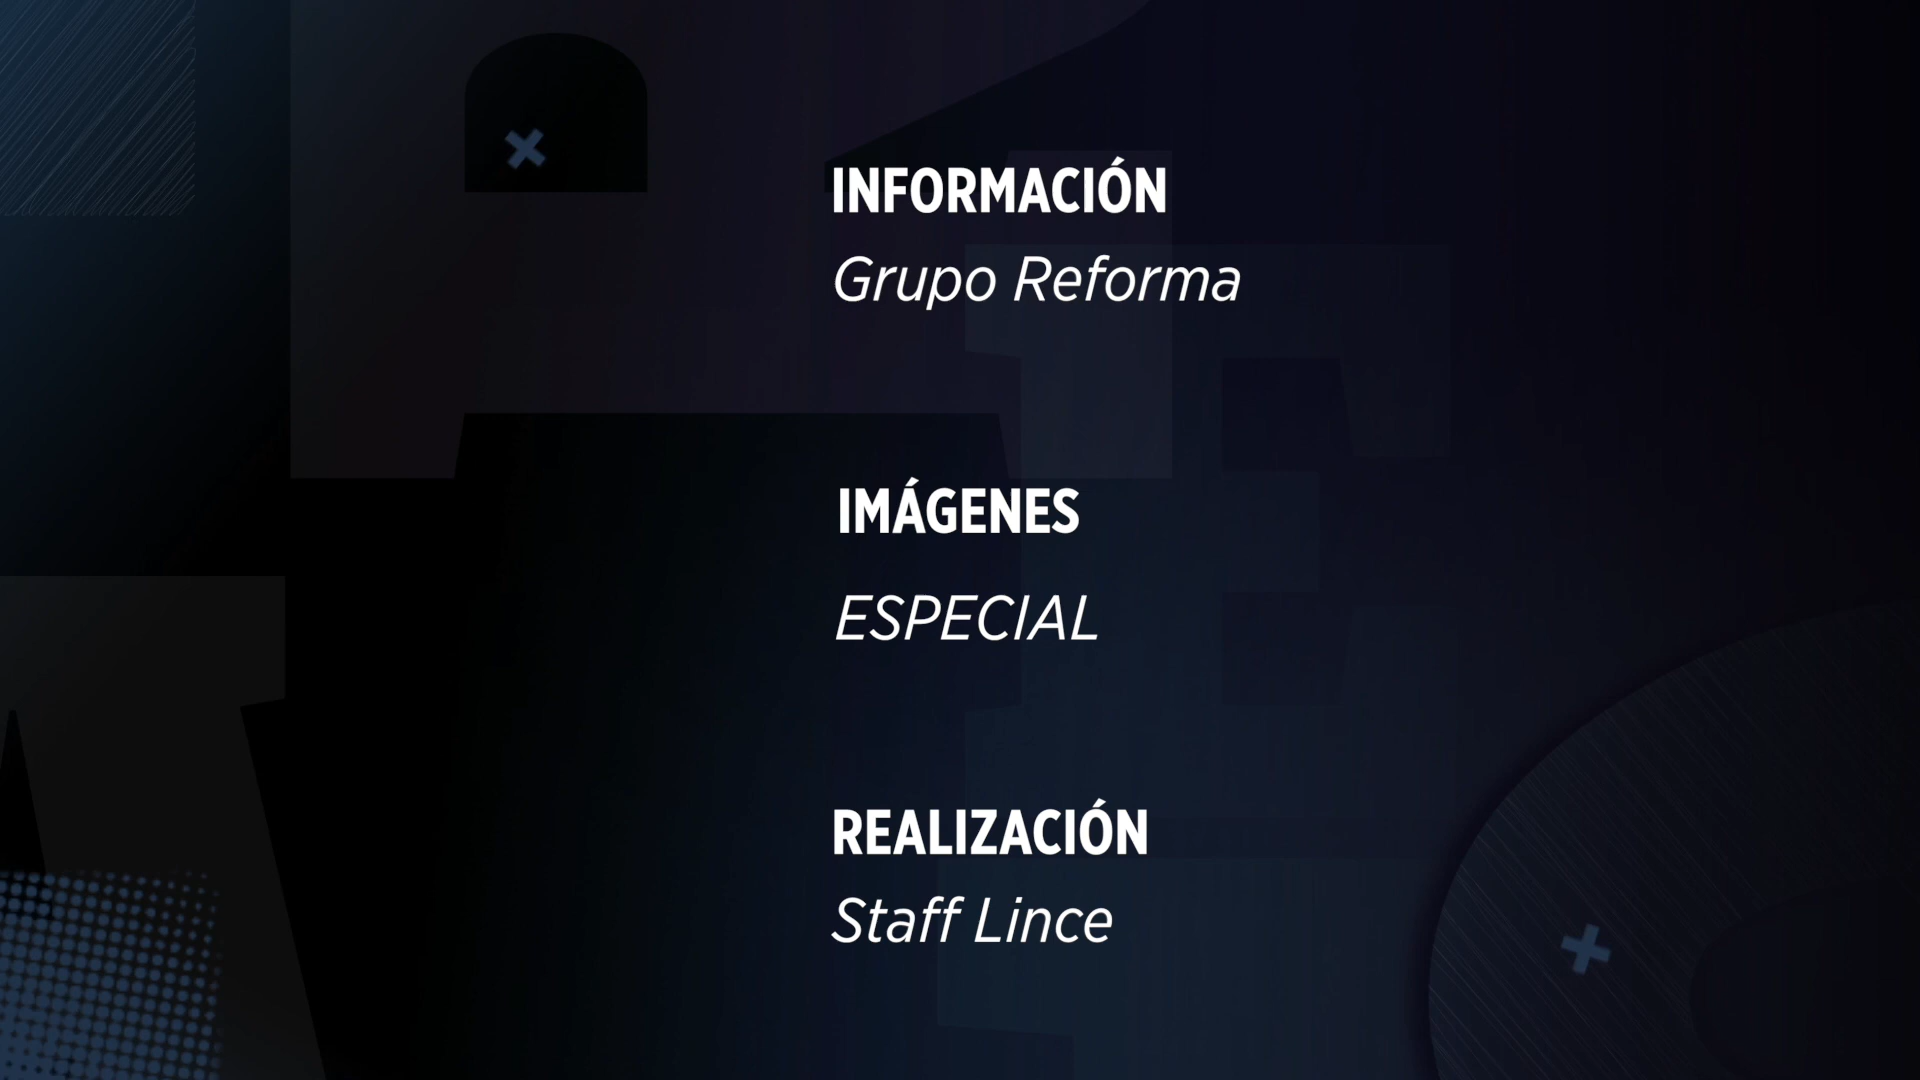 INFORMACIÓN
Grupo Reforma
IMÁGENES
ESPECIAL
REALIZACIÓN
Staff Lince